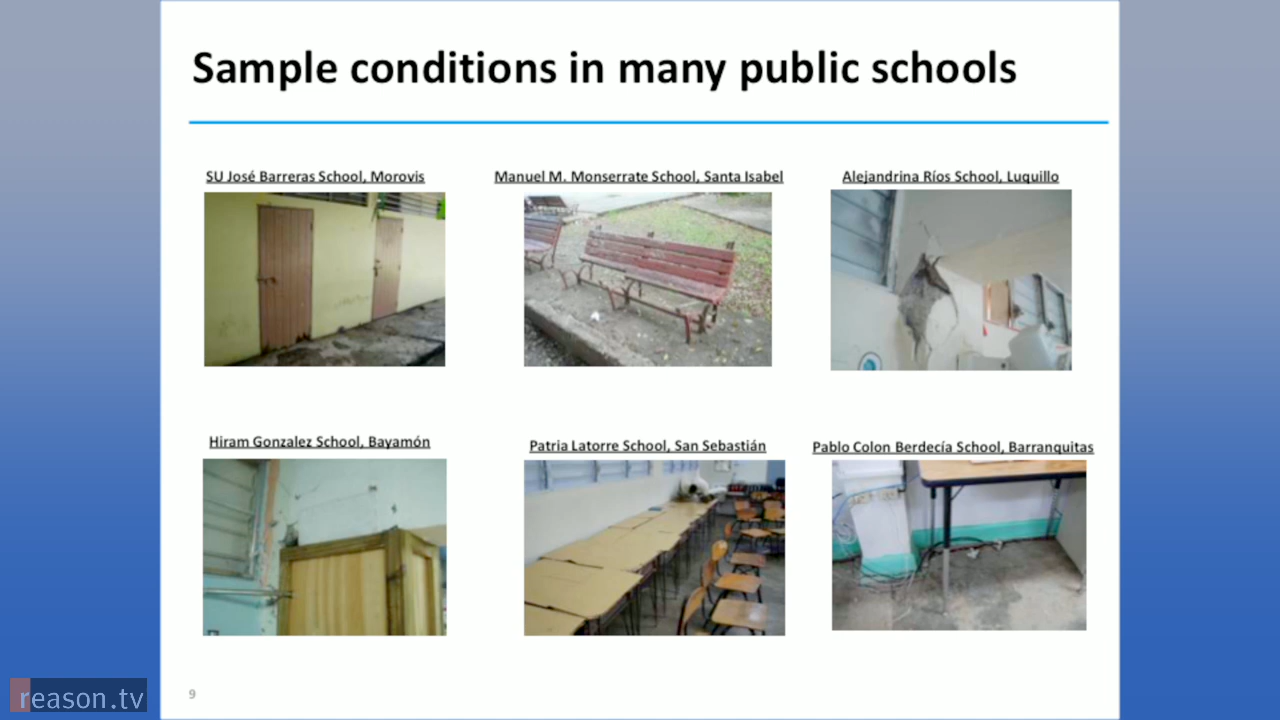 Sample conditions in many public schools
SU José Barreras School, Morovis
Manuel M. Monserrate School, Santa Isabel
Alejandrina Ríos School, Luquillo
Hiram Gonzalez School, Bayamón
Patria Latorre School, San Sebastián
Pablo Colon Berdecía School, Barranquitas
9
reason.tv